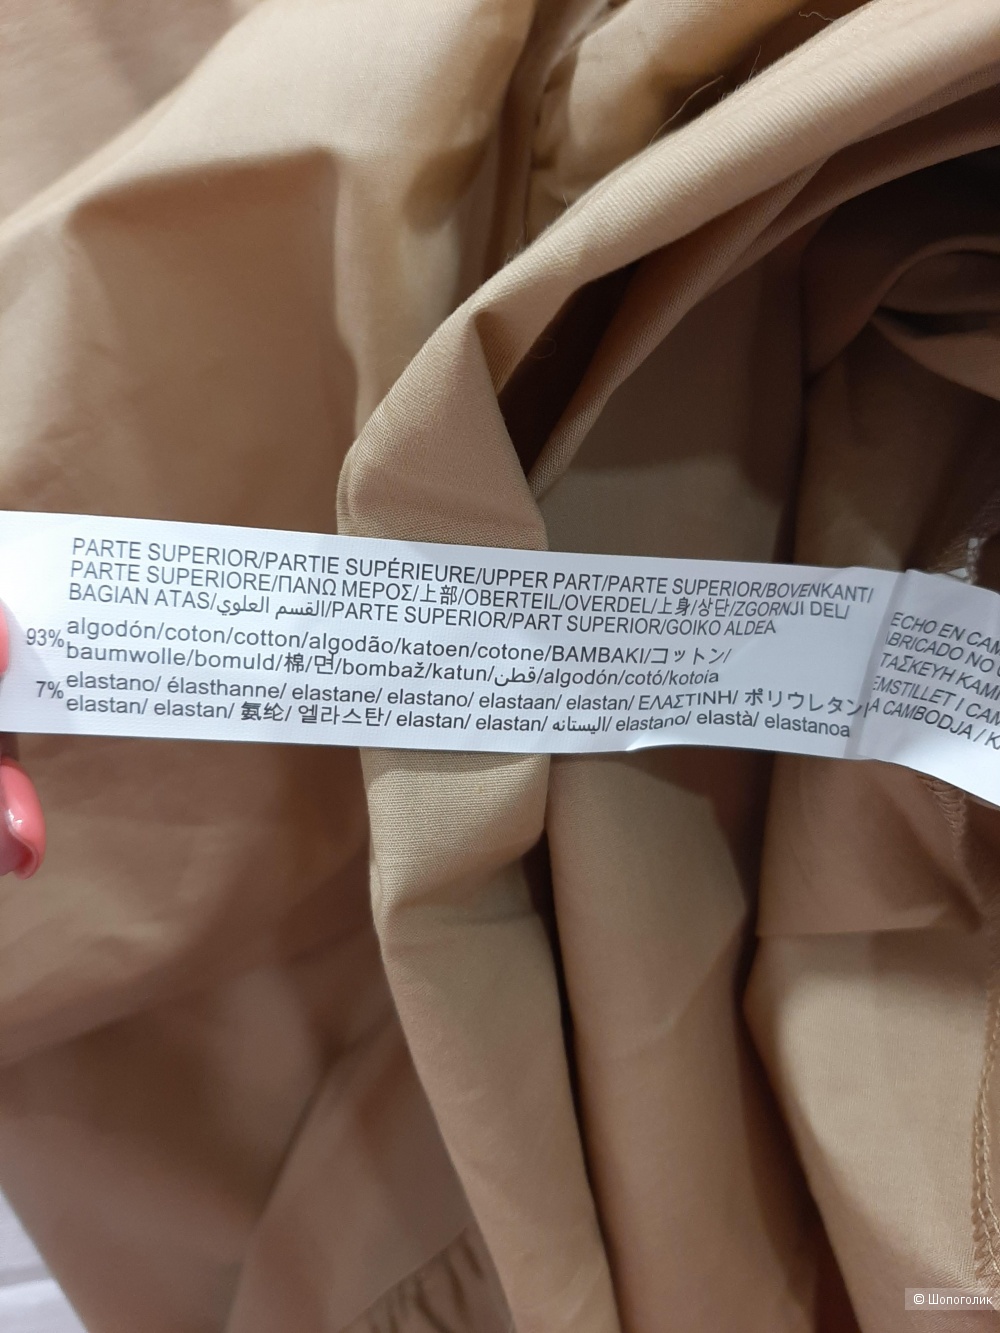 PARTE SUPERIOR/PARTIE SUPÉRIEURE/UPPER PART/PARTE SUPERIOR/BOVENKANT/
PARTE SUPERIORE/ΠΑΝΩ ΜΕΡΟΣ/上部/OBERTEIL/OVERDEL/上身/상단/ZGORNJI DEL/
BAGIAN ATAS/القسم العلوي/PARTE SUPERIOR/PART SUPERIOR/GOIKO ALDEA
93% algodón/coton/cotton/algodão/katoen/cotone/BAMBAKI/コットン/
baumwolle/bomuld/棉/면/bombaž/katun/قطن/algodón/cotó/kotoia
7% elastano/ élasthanne/ elastane/ elastano/ elastaan/ elastan/ ΕΛΑΣΤΙΝΗ/ ポリウレタン/
elastan/ elastan/ 氨纶/ 엘라스탄/ elastan/ elastan/ اليستانه/ elastano/ elastà/ elastanoa
ECHO EN CAM
ABRICADO NO
ΤΑΣΚΕΥΗ ΚΑΜ
EMSTILLET I CAM
A CAMBODJA / K
© Шопоголик